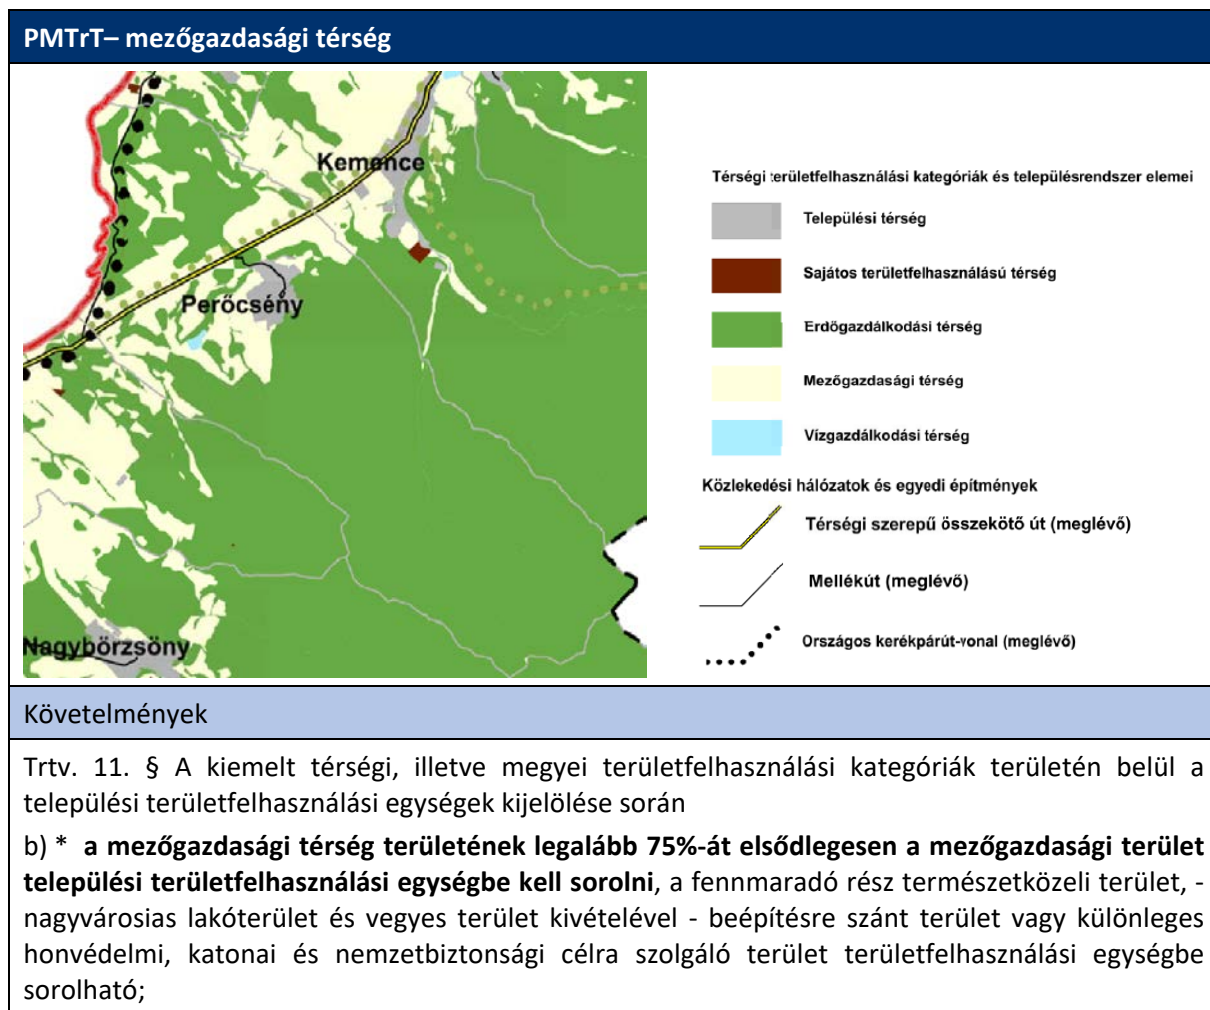 PMTrT– mezőgazdasági térség
Kemence
Perőcsény
Nagybörzsöny
Térségi területfelhasználási kategóriák és településrendszer elemei
Települési térség
Sajátos területfelhasználású térség
Erdőgazdálkodási térség
Mezőgazdasági térség
Vízgazdálkodási térség
Közlekedési hálózatok és egyedi építmények
Térségi szerepű összekötő út (meglévő)
Mellékút (meglévő)
Országos kerékpárút-vonal (meglévő)
Követelmények
Trtv. 11. § A kiemelt térségi, illetve megyei területfelhasználási kategóriák területén belül a
települési területfelhasználási egységek kijelölése során
b) * a mezőgazdasági térség területének legalább 75%-át elsődlegesen a mezőgazdasági terület
települési területfelhasználási egységbe kell sorolni, a fennmaradó rész természetközeli terület, -
nagyvárosias lakóterület és vegyes terület kivételével - beépítésre szánt terület vagy különleges
honvédelmi, katonai és nemzetbiztonsági célra szolgáló terület területfelhasználási egységbe
sorolható;